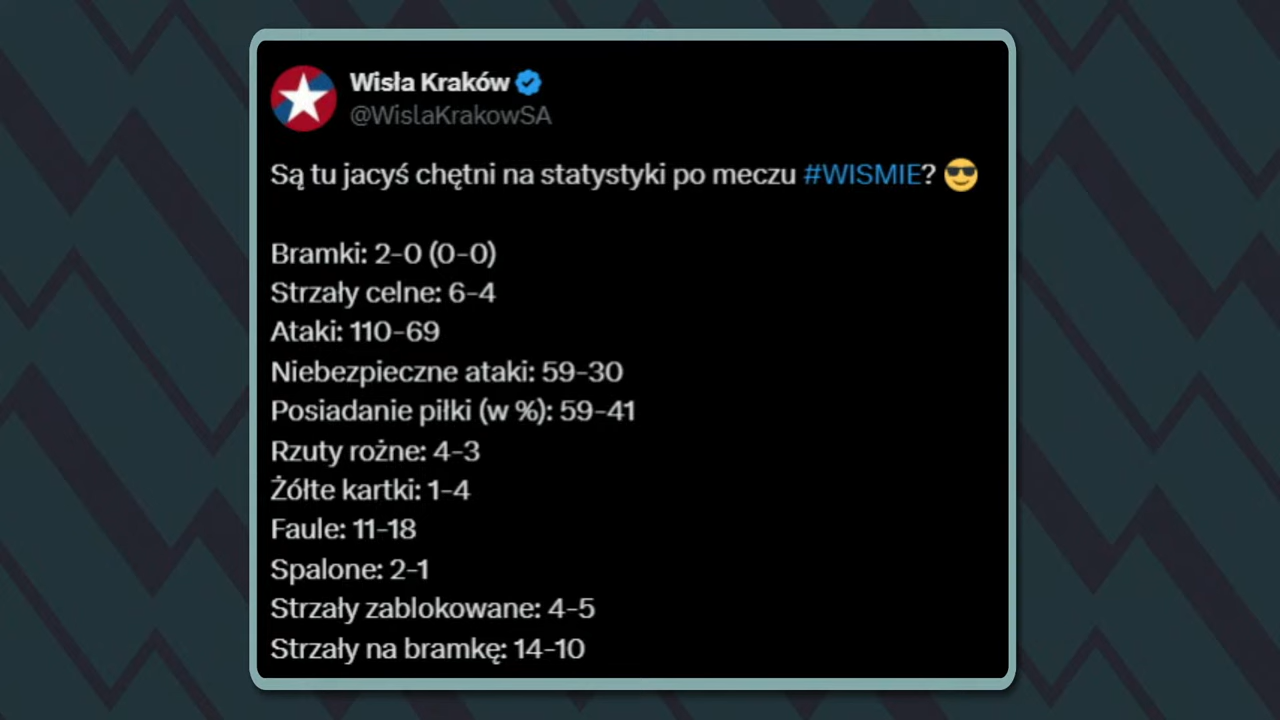 Wisła Kraków
@WislaKrakowSA
Są tu jacyś chętni na statystyki po meczu #WISMIE? 😎
Bramki: 2-0 (0-0)
Strzały celne: 6-4
Ataki: 110-69
Niebezpieczne ataki: 59-30
Posiadanie piłki (w %): 59-41
Rzuty rożne: 4-3
Żółte kartki: 1-4
Faule: 11-18
Spalone: 2-1
Strzały zablokowane: 4-5
Strzały na bramkę: 14-10